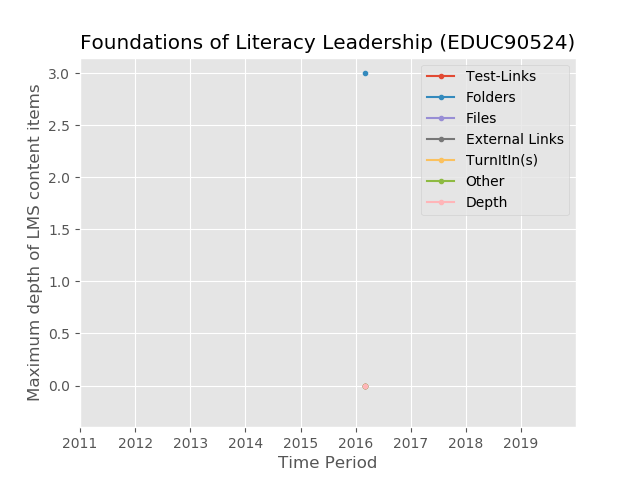 Foundations of Literacy Leadership (EDUC90524)
Maximum depth of LMS content items
3.0
2.5
2.0
1.5
1.0
0.5
0.0
Test-Links
Folders
Files
External Links
TurnItIn(s)
Other
Depth
2011 2012 2013 2014 2015 2016 2017 2018 2019
Time Period